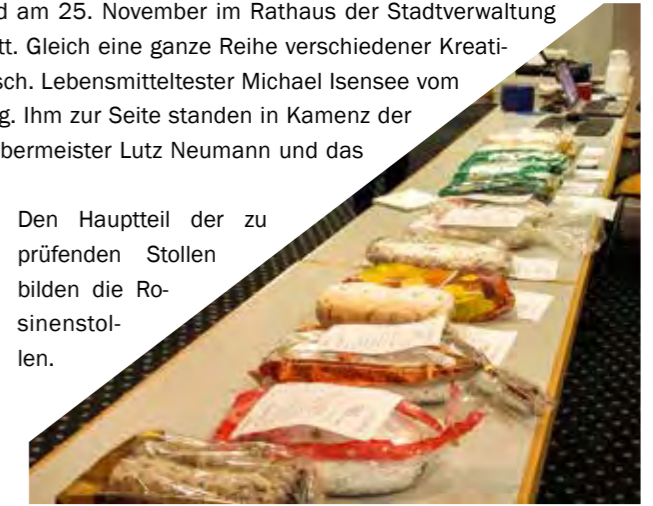 d am 25. November im Rathaus der Stadtverwaltung
tt. Gleich eine ganze Reihe verschiedener Kreati-
sch. Lebensmitteltester Michael Isensee vom
g. Ihm zur Seite standen in Kamenz der
bermeister Lutz Neumann und das
Den Hauptteil der zu
prüfenden Stollen
bilden die Ro-
sinenstol-
len.